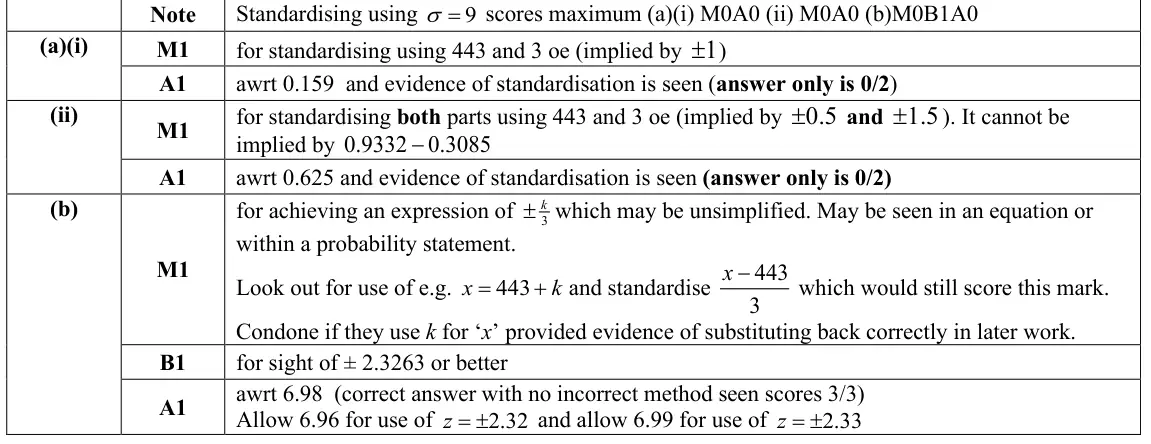 Note Standardising using σ = 9 scores maximum (a)(i) M0A0 (ii) M0A0 (b)M0B1A0
(a)(i) M1 for standardising using 443 and 3 oe (implied by ±1)
A1 awrt 0.159 and evidence of standardisation is seen (answer only is 0/2)
(ii) M1 for standardising both parts using 443 and 3 oe (implied by ±0.5 and ±1.5). It cannot be
implied by 0.9332 − 0.3085
A1 awrt 0.625 and evidence of standardisation is seen (answer only is 0/2)
(b) M1 for achieving an expression of ± k/3 which may be unsimplified. May be seen in an equation or
within a probability statement.
Look out for use of e.g. x = 443 + k and standardise (x − 443)/3 which would still score this mark.
Condone if they use k for ‘x’ provided evidence of substituting back correctly in later work.
B1 for sight of ± 2.3263 or better
A1 awrt 6.98 (correct answer with no incorrect method seen scores 3/3)
Allow 6.96 for use of z = ±2.32 and allow 6.99 for use of z = ±2.33